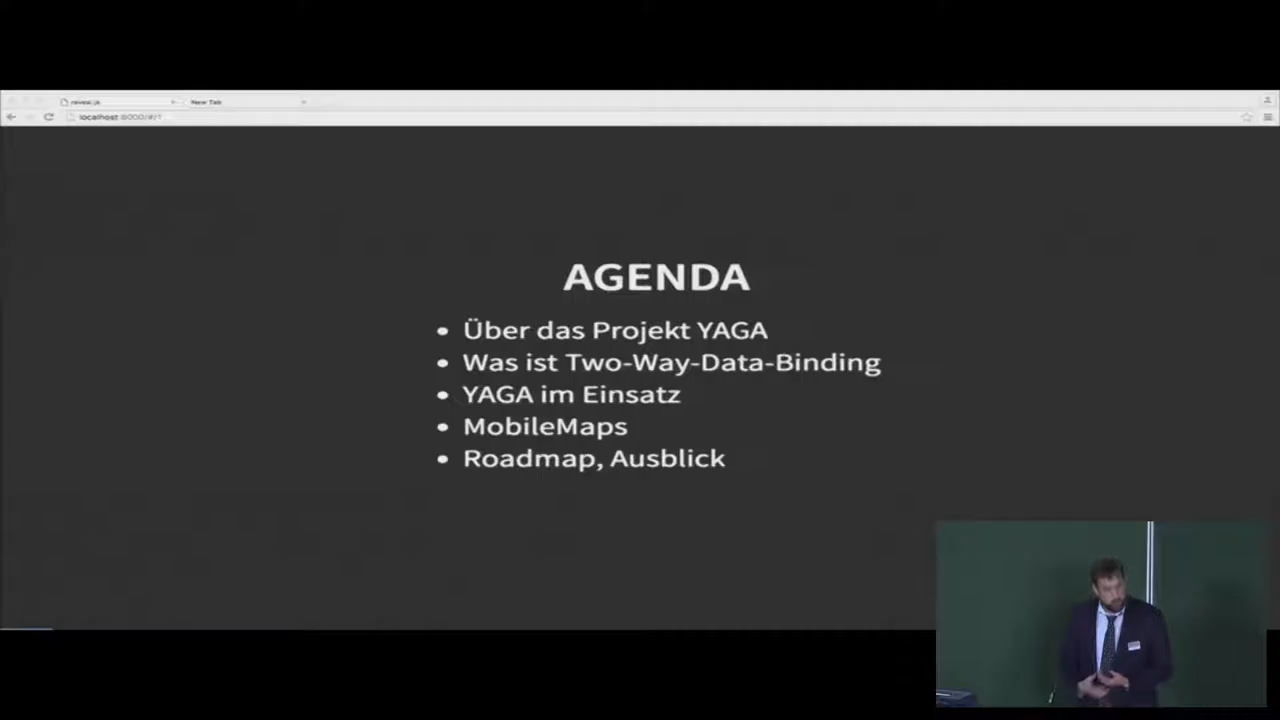 reveal.js
New Tab
localhost:8000/#/1
AGENDA
• Über das Projekt YAGA
• Was ist Two-Way-Data-Binding
• YAGA im Einsatz
• MobileMaps
• Roadmap, Ausblick